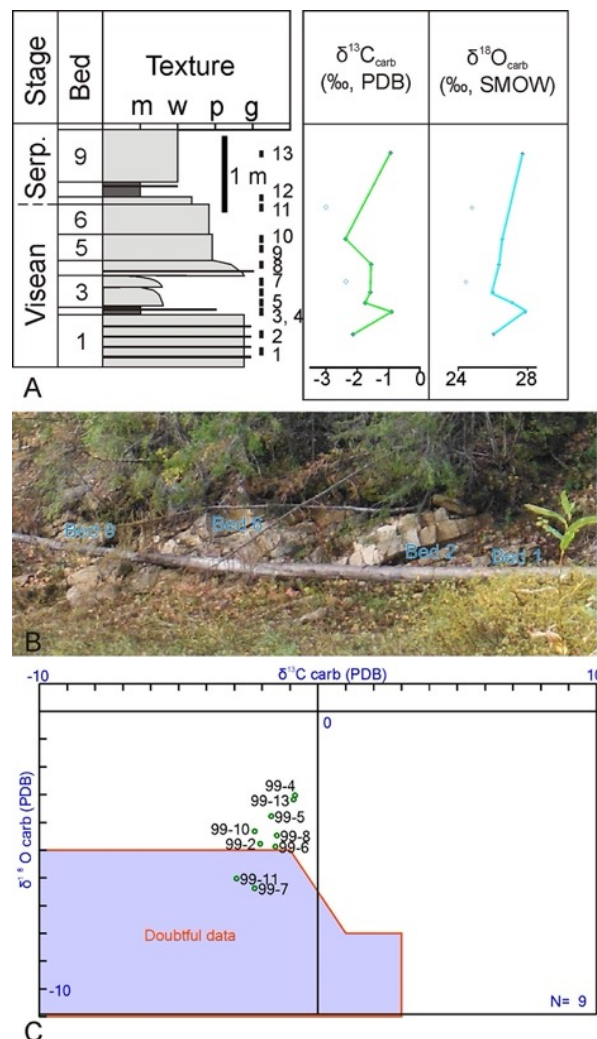 Stage
Bed
Texture
m w p g
δ¹³Ccarb
(‰, PDB)
δ¹⁸Ocarb
(‰, SMOW)
Serp.
Visean
9
6
5
3
1
1 m
13
12
11
10
9
8
7
5
3, 4
2
1
-3 -2 -1 0
24 28
A
Bed 9
Bed 6
Bed 2
Bed 1
B
-10
δ¹³C carb (PDB)
10
0
δ¹⁸O carb (PDB)
99-4
99-13
99-5
99-10
99-8
99-2
99-6
99-11
99-7
Doubtful data
-10
N= 9
C